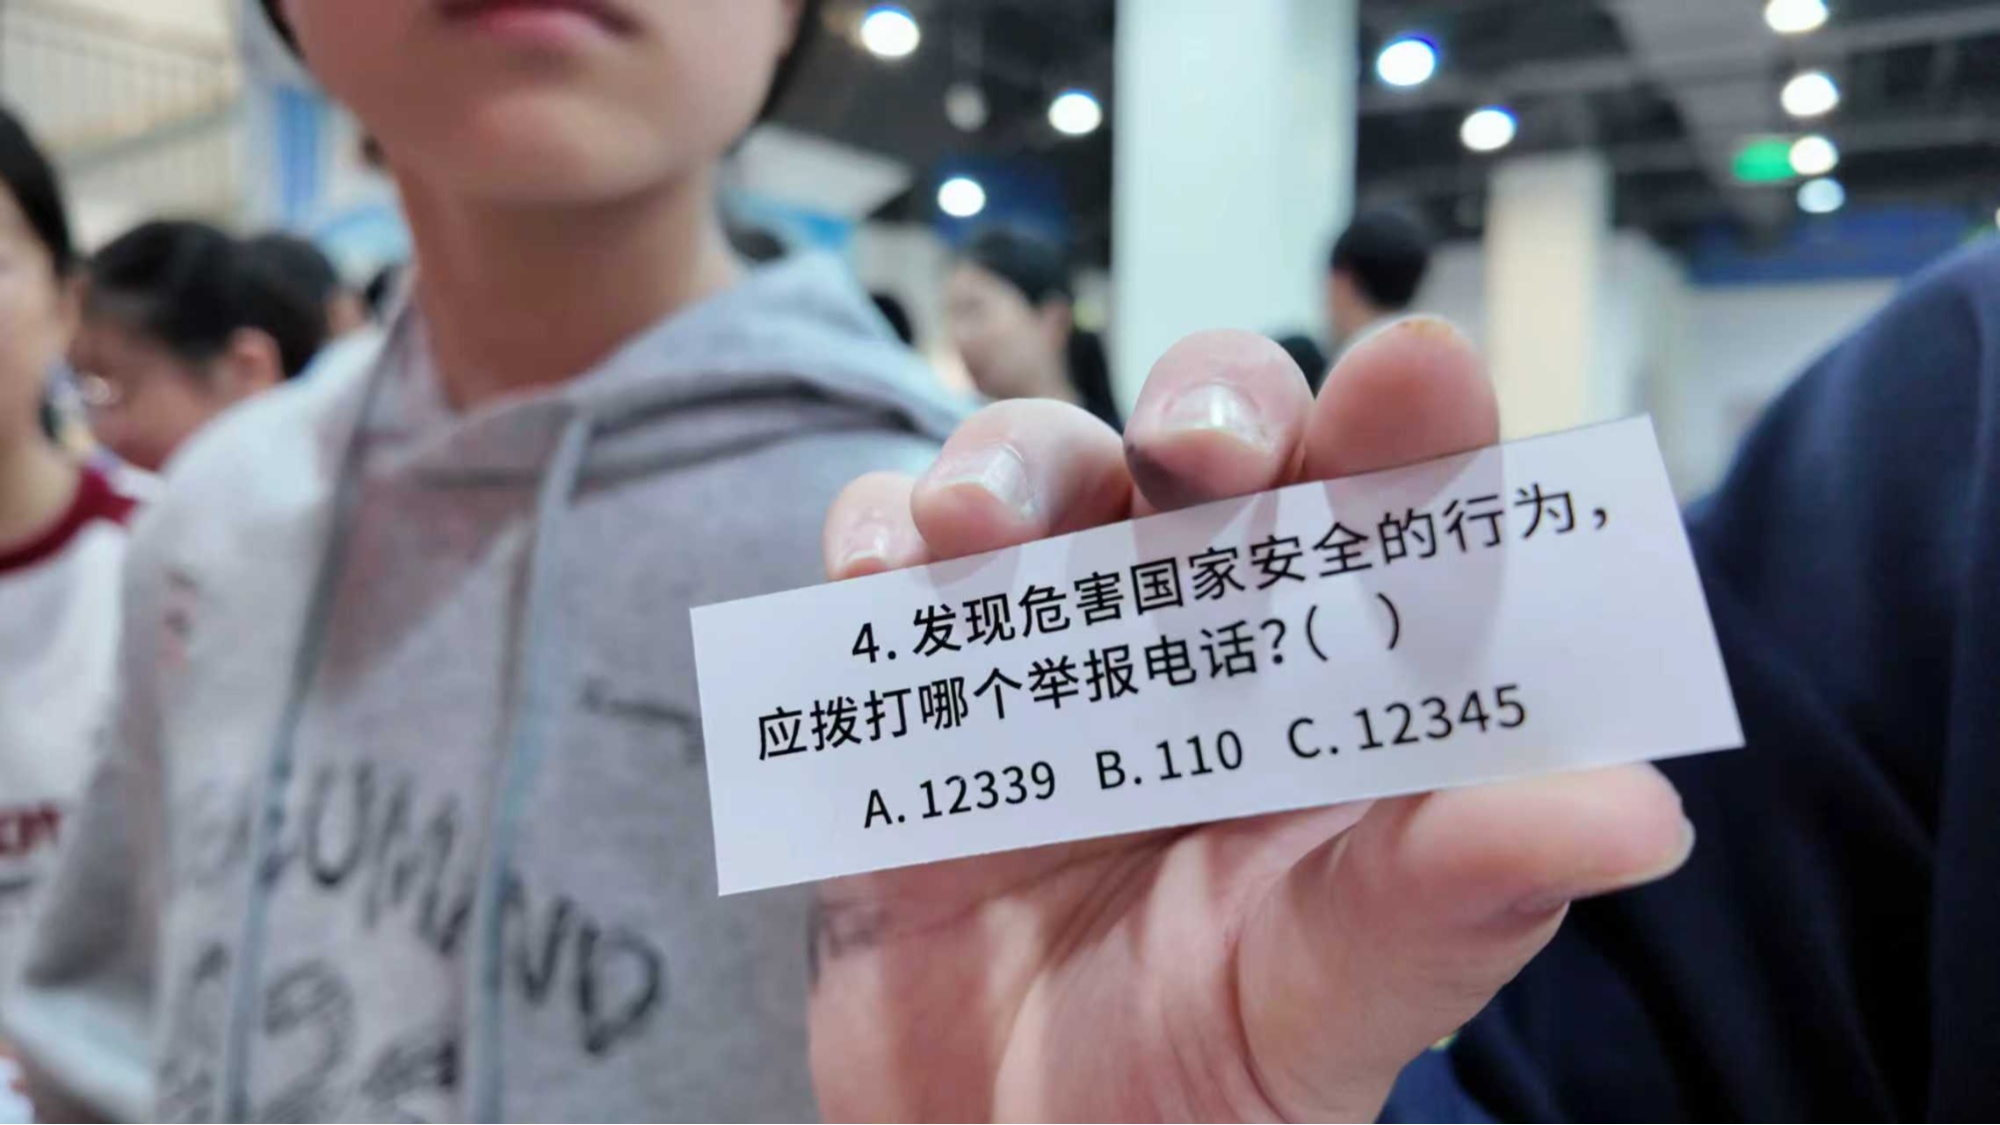 4.发现危害国家安全的行为，
应拨打哪个举报电话?( )
A.12339 B.110 C.12345